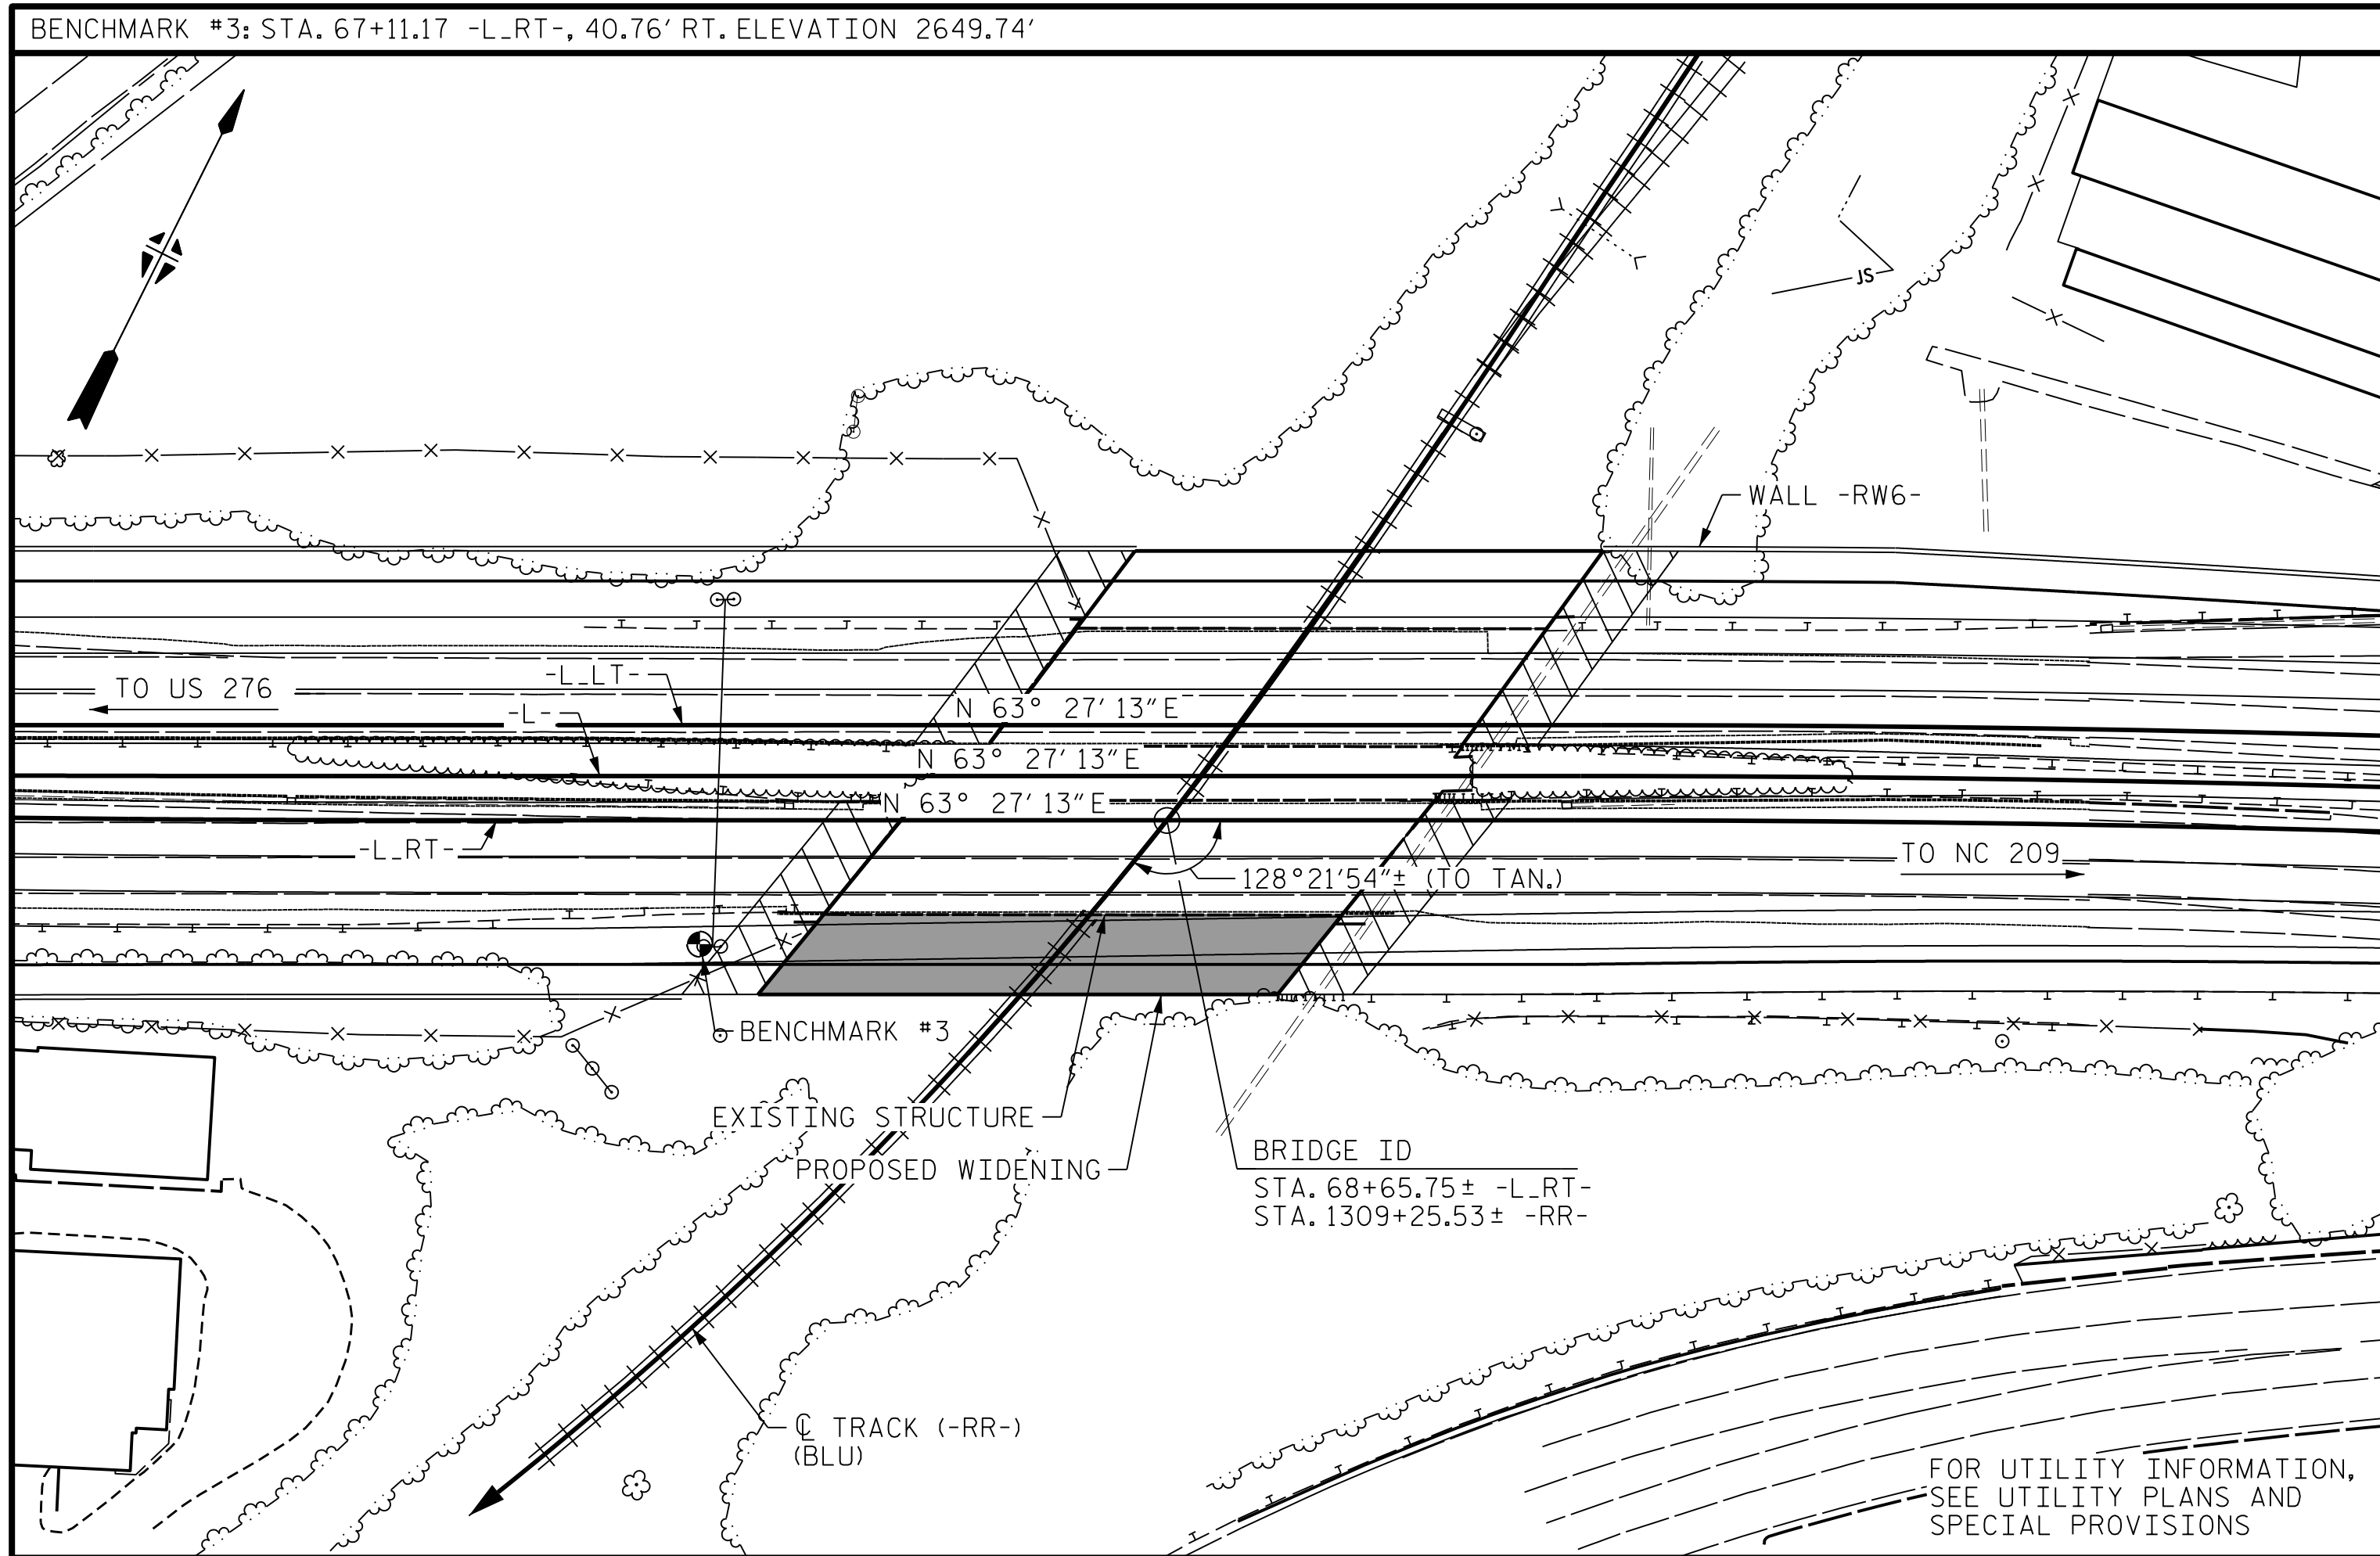 BENCHMARK #3: STA. 67+11.17 -L_RT-, 40.76' RT. ELEVATION 2649.74'
JS
WALL -RW6-
-L_LT-
TO US 276
-L-
N 63° 27' 13" E
N 63° 27' 13" E
N 63° 27' 13" E
-L_RT-
TO NC 209
128°21'54"± (TO TAN.)
BENCHMARK #3
EXISTING STRUCTURE
PROPOSED WIDENING
BRIDGE ID
STA. 68+65.75± -L_RT-
STA. 1309+25.53± -RR-
℄ TRACK (-RR-)
(BLU)
FOR UTILITY INFORMATION,
SEE UTILITY PLANS AND
SPECIAL PROVISIONS